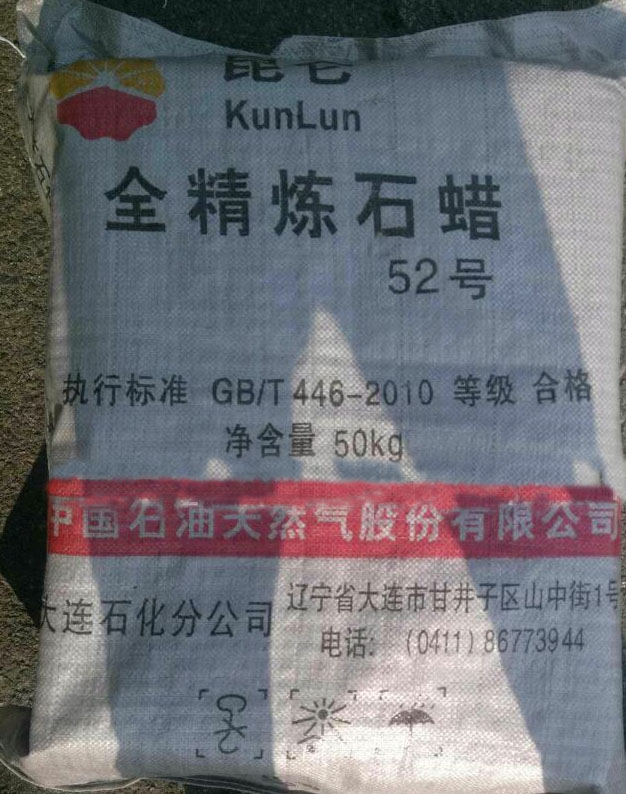 昆仑
KunLun
全精炼石蜡
52号
执行标准 GB/T 446-2010 等级 合格
净含量 50kg
中国石油天然气股份有限公司
大连石化分公司
辽宁省大连市甘井子区山中街1号
电话: (0411) 86773944